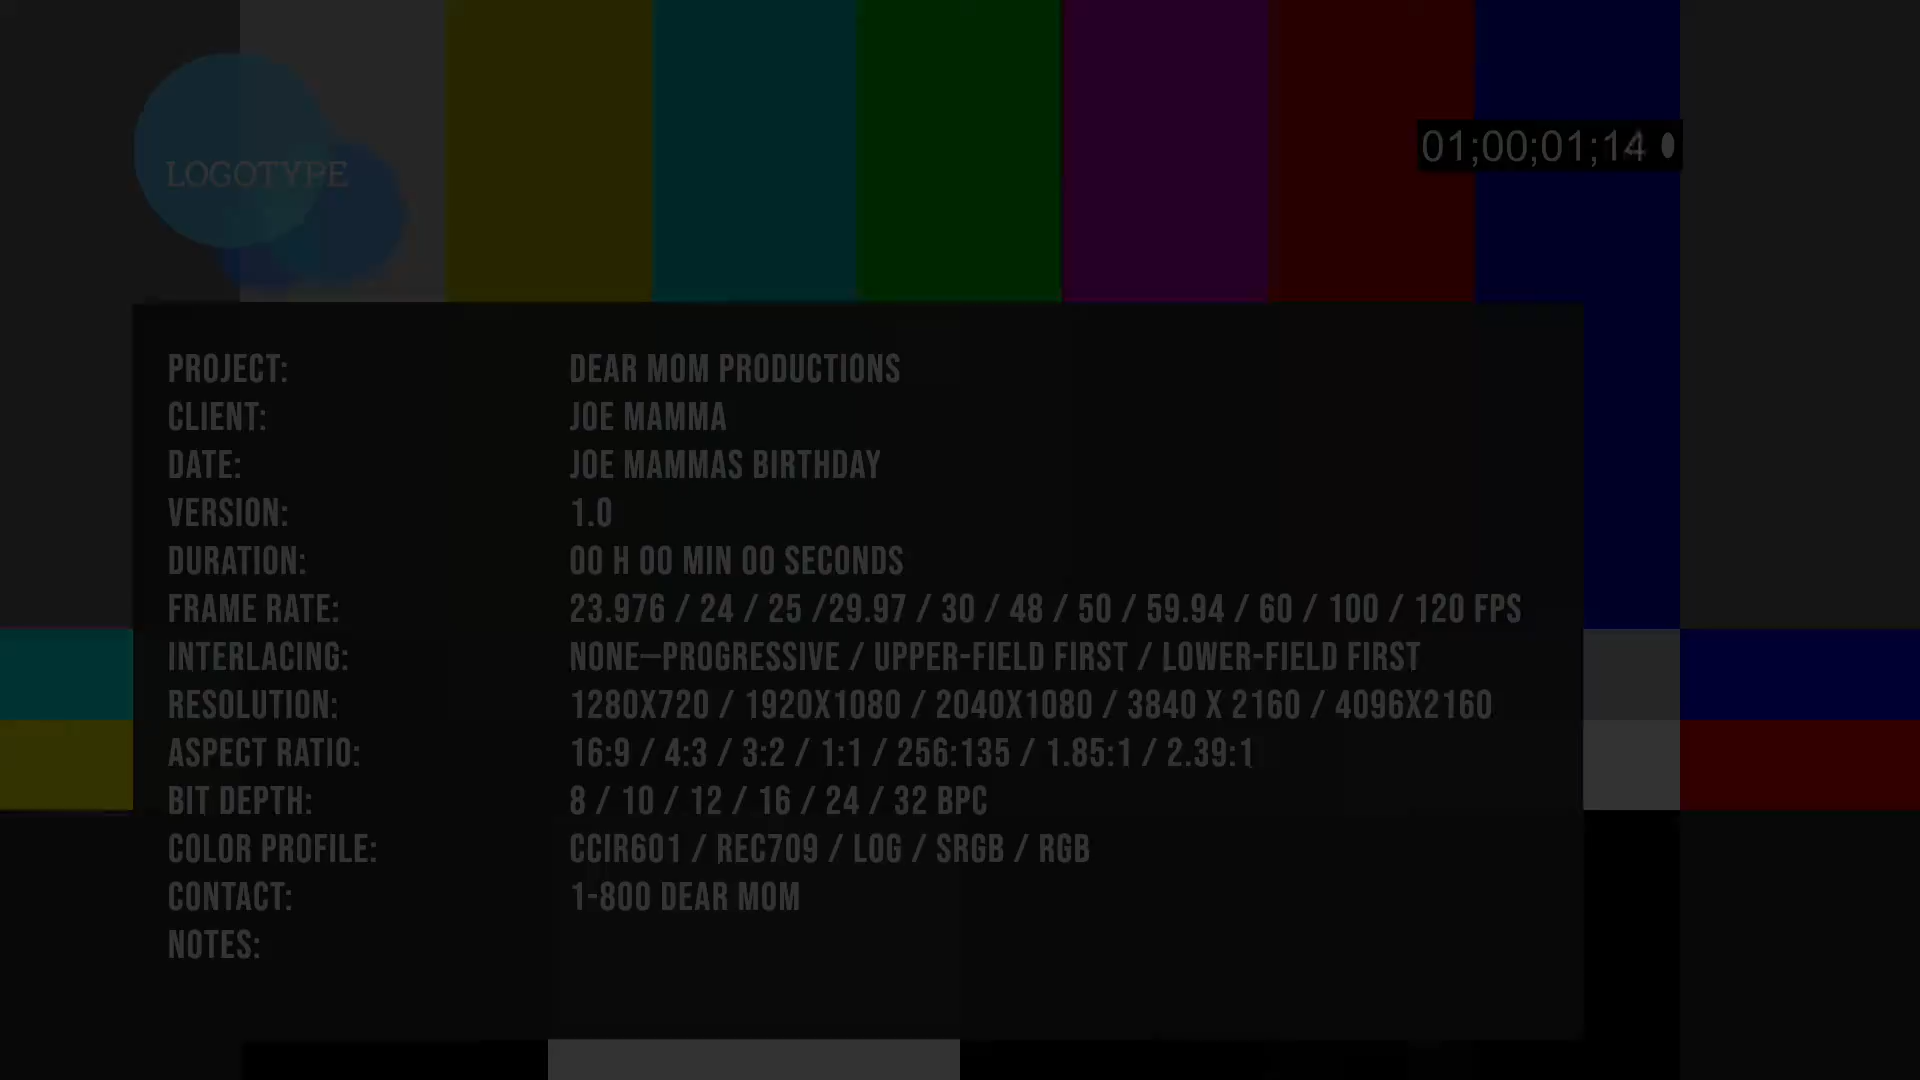 LOGOTYPE
01;00;01;14
PROJECT: DEAR MOM PRODUCTIONS
CLIENT: JOE MAMMA
DATE: JOE MAMMAS BIRTHDAY
VERSION: 1.0
DURATION: 00 H 00 MIN 00 SECONDS
FRAME RATE: 23.976 / 24 / 25 /29.97 / 30 / 48 / 50 / 59.94 / 60 / 100 / 120 FPS
INTERLACING: NONE—PROGRESSIVE / UPPER-FIELD FIRST / LOWER-FIELD FIRST
RESOLUTION: 1280X720 / 1920X1080 / 2040X1080 / 3840 X 2160 / 4096X2160
ASPECT RATIO: 16:9 / 4:3 / 3:2 / 1:1 / 256:135 / 1.85:1 / 2.39:1
BIT DEPTH: 8 / 10 / 12 / 16 / 24 / 32 BPC
COLOR PROFILE: CCIR601 / REC709 / LOG / SRGB / RGB
CONTACT: 1-800 DEAR MOM
NOTES: